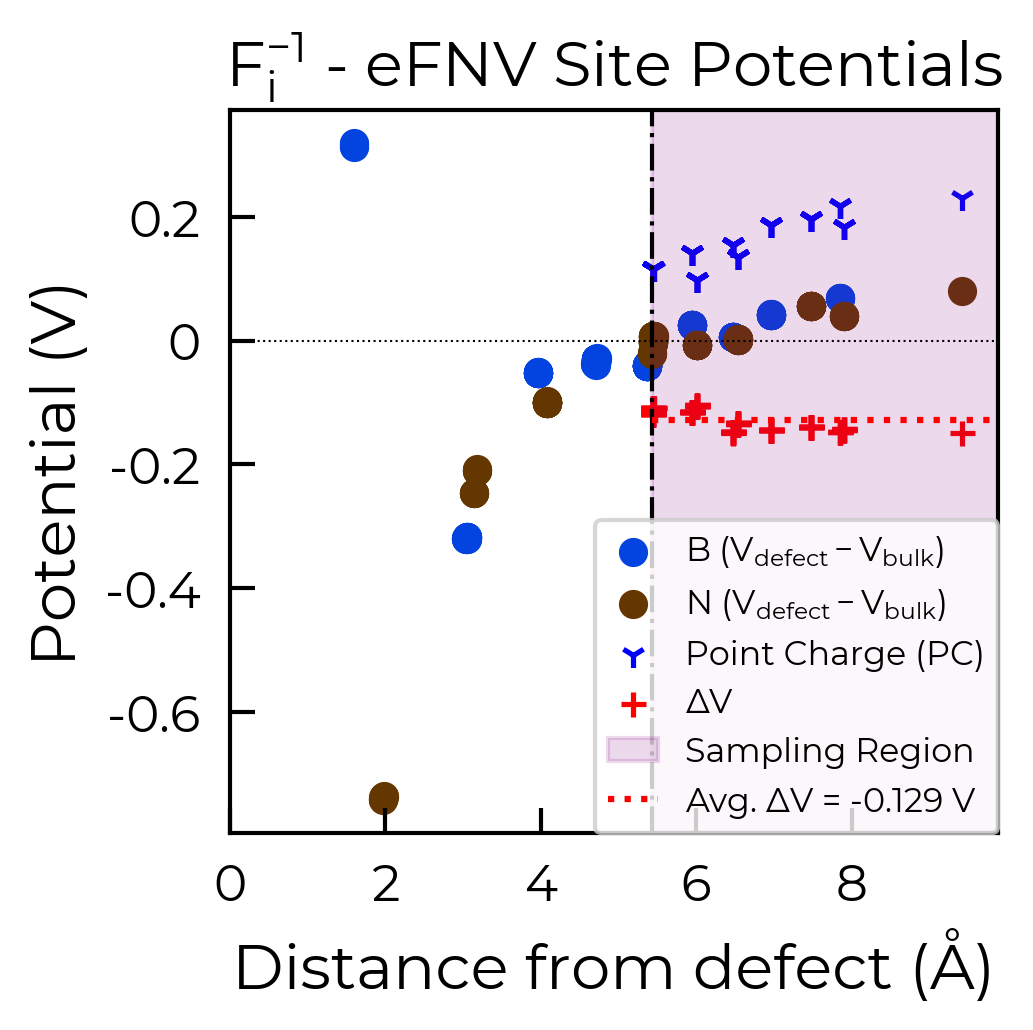 F_i^{-1} - eFNV Site Potentials
Potential (V)
0.2
0
-0.2
-0.4
-0.6
B (V_defect – V_bulk)
N (V_defect – V_bulk)
Point Charge (PC)
ΔV
Sampling Region
Avg. ΔV = -0.129 V
0 2 4 6 8
Distance from defect (Å)